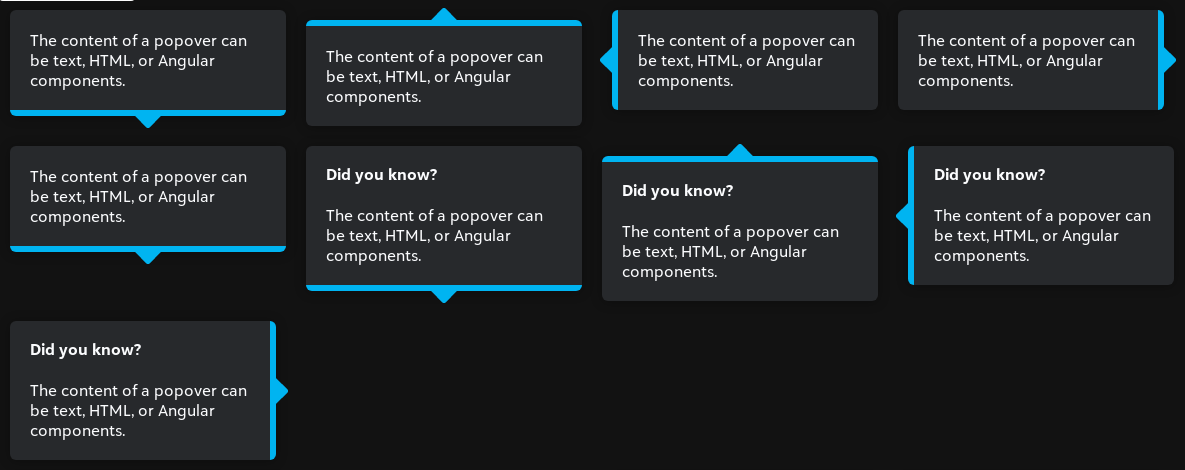 The content of a popover can
be text, HTML, or Angular
components.
The content of a popover can
be text, HTML, or Angular
components.
The content of a popover can
be text, HTML, or Angular
components.
The content of a popover can
be text, HTML, or Angular
components.
The content of a popover can
be text, HTML, or Angular
components.
Did you know?
The content of a popover can
be text, HTML, or Angular
components.
Did you know?
The content of a popover can
be text, HTML, or Angular
components.
Did you know?
The content of a popover can
be text, HTML, or Angular
components.
Did you know?
The content of a popover can
be text, HTML, or Angular
components.